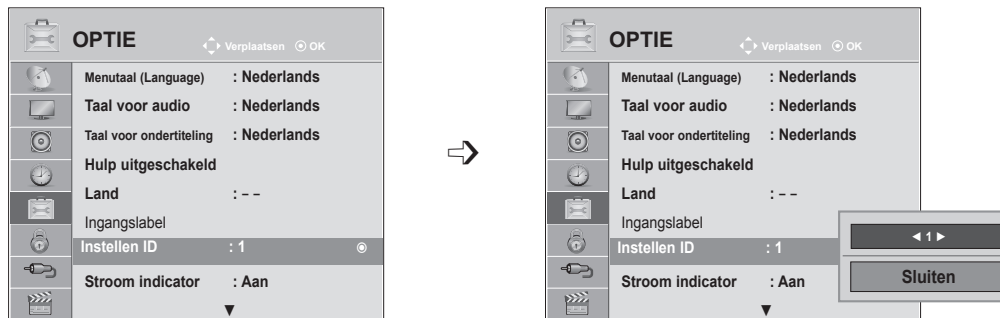 OPTIE Verplaatsen OK
Menutaal (Language) : Nederlands
Taal voor audio : Nederlands
Taal voor ondertiteling : Nederlands
Hulp uitgeschakeld
Land : – –
Ingangslabel
Instellen ID : 1
Stroom indicator : Aan
▼
OPTIE Verplaatsen OK
Menutaal (Language) : Nederlands
Taal voor audio : Nederlands
Taal voor ondertiteling : Nederlands
Hulp uitgeschakeld
Land : – –
Ingangslabel
Instellen ID : 1
◀ 1 ▶
Sluiten
Stroom indicator : Aan
▼